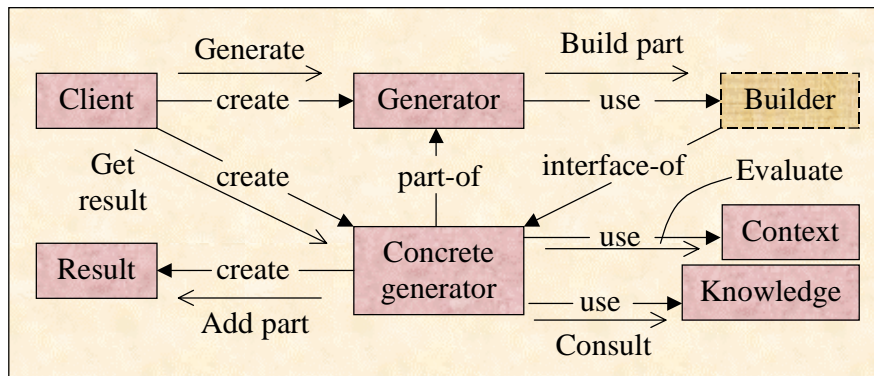 Generate
Build part
Client
create
Generator
use
Builder
Get
result
create
part-of
interface-of
Evaluate
Result
create
Concrete
generator
use
Context
Add part
use
Knowledge
Consult